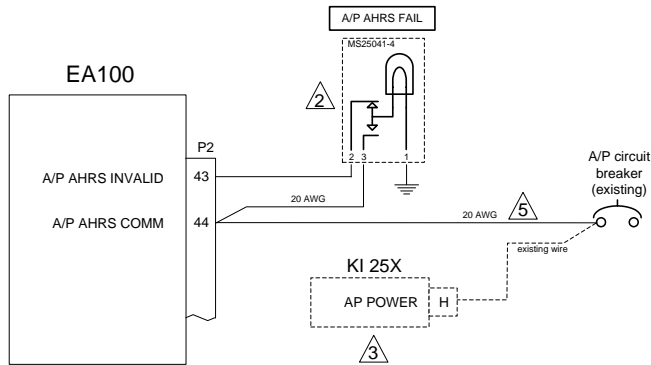 A/P AHRS FAIL
MS25041-4
EA100
2
P2
2 3 1
A/P AHRS INVALID 43
A/P circuit
breaker
(existing)
20 AWG
A/P AHRS COMM 44
20 AWG
5
existing wire
KI 25X
AP POWER H
3